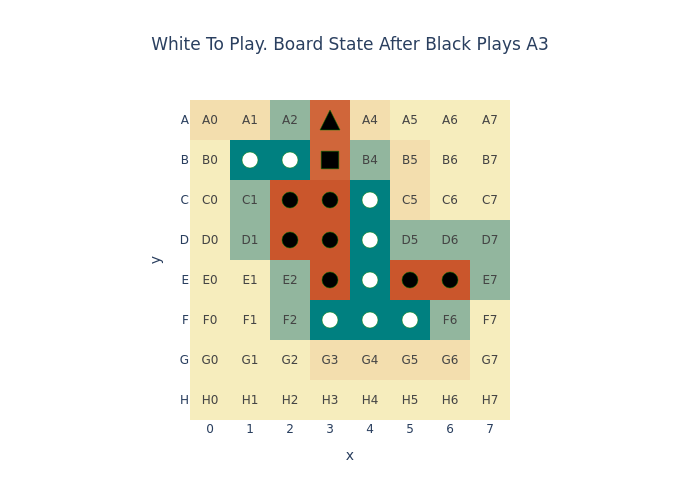 White To Play. Board State After Black Plays A3
A A0 A1 A2 A4 A5 A6 A7
B B0 B4 B5 B6 B7
C C0 C1 C5 C6 C7
D D0 D1 D5 D6 D7
E E0 E1 E2 E7
F F0 F1 F2 F6 F7
G G0 G1 G2 G3 G4 G5 G6 G7
H H0 H1 H2 H3 H4 H5 H6 H7
0 1 2 3 4 5 6 7
x
y